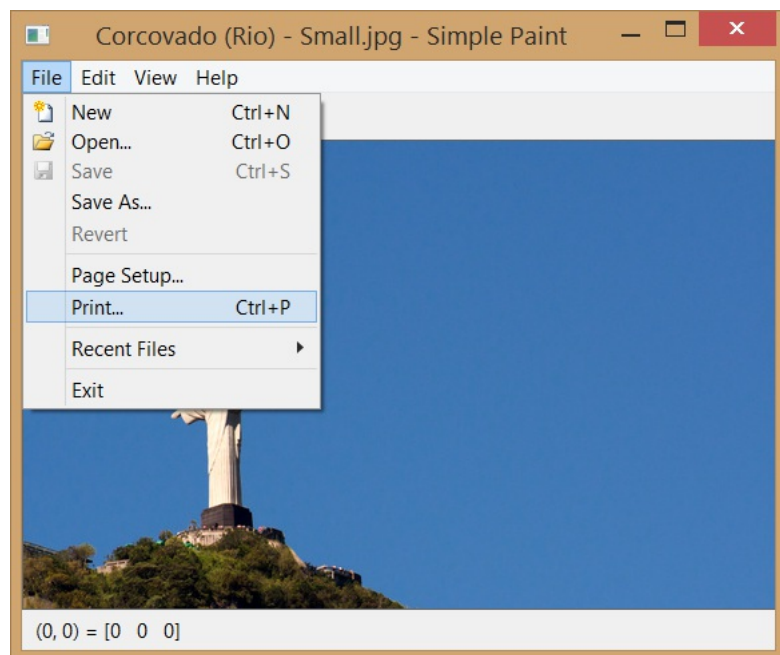 Corcovado (Rio) - Small.jpg - Simple Paint
File Edit View Help
New Ctrl+N
Open... Ctrl+O
Save Ctrl+S
Save As...
Revert
Page Setup...
Print... Ctrl+P
Recent Files
Exit
(0, 0) = [0 0 0]